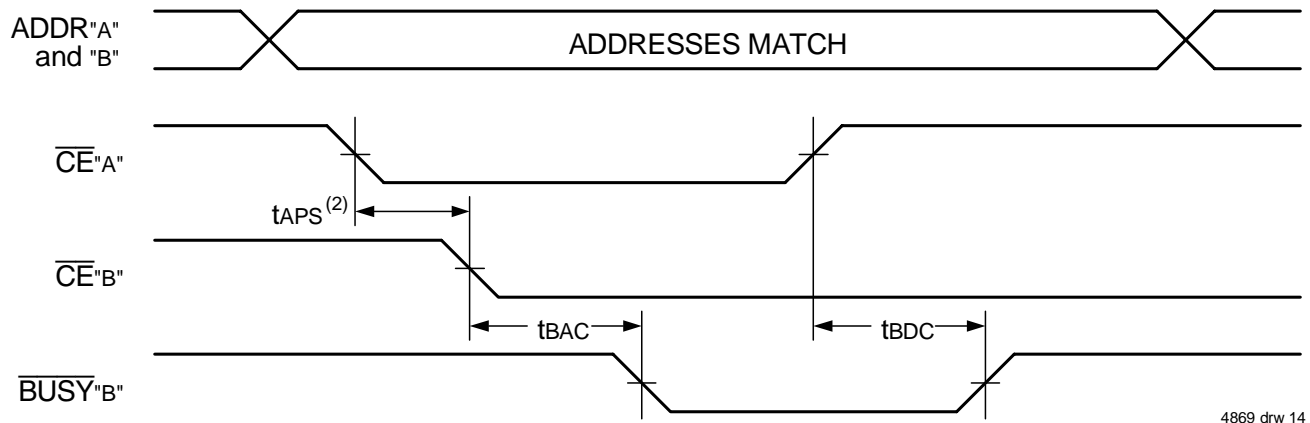 ADDR"A"
and "B"
ADDRESSES MATCH
CE"A"
tAPS(2)
CE"B"
tBAC
tBDC
BUSY"B"
4869 drw 14